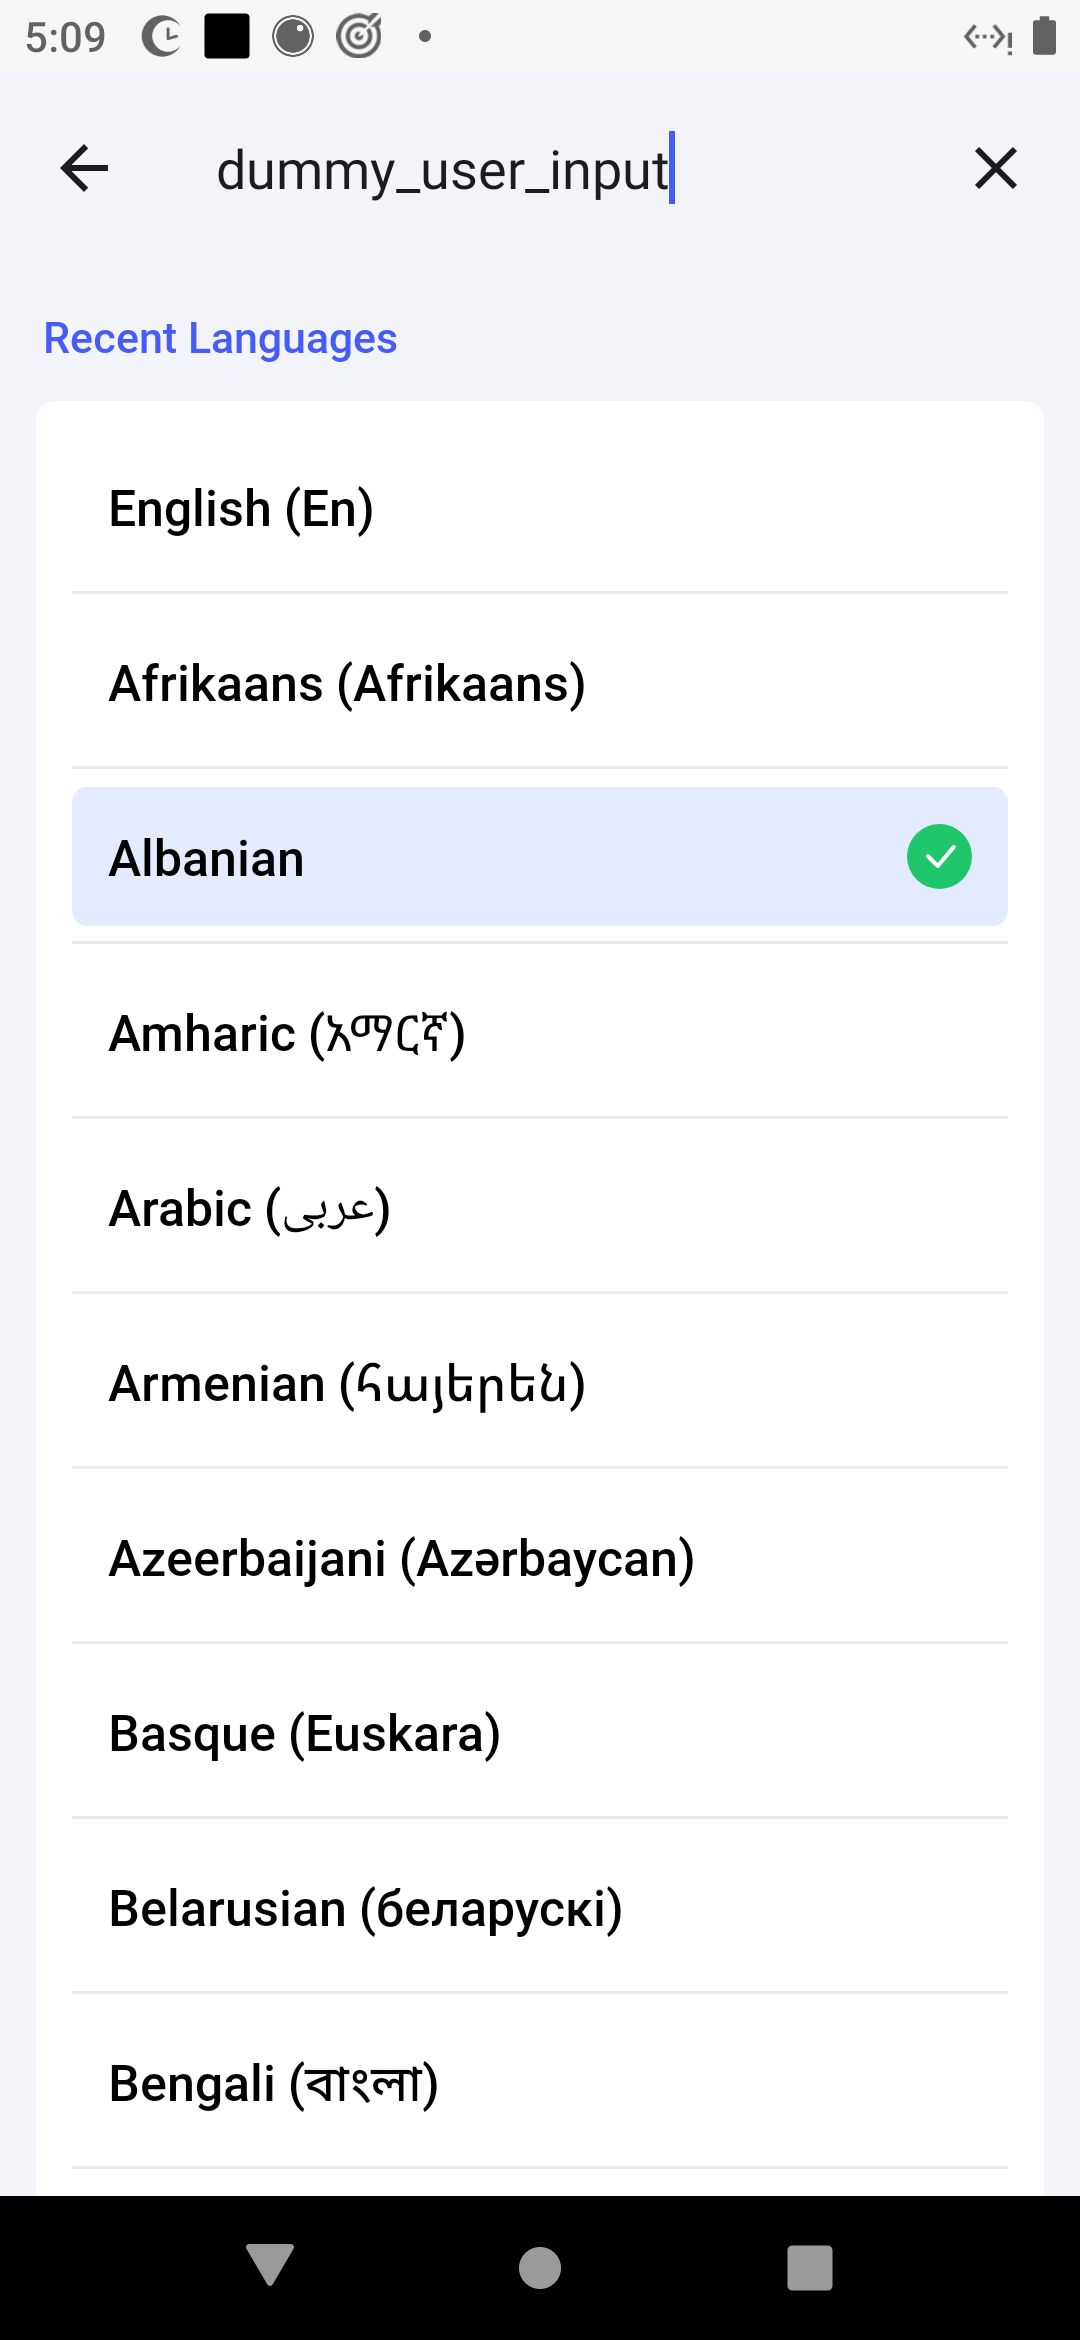 5:09
dummy_user_input
Recent Languages
English (En)
Afrikaans (Afrikaans)
Albanian
Amharic (አማርኛ)
Arabic (عربى)
Armenian (հայերեն)
Azeerbaijani (Azərbaycan)
Basque (Euskara)
Belarusian (беларускі)
Bengali (বাংলা)